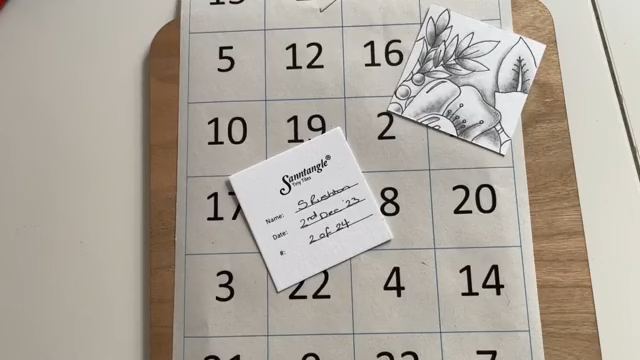 5 12 16
10 19 2
Sanntangle®
Tiny Tiles
Name:
Date: 2nd Dec '23
#: 2 of 24
17 8 20
3 22 4 14